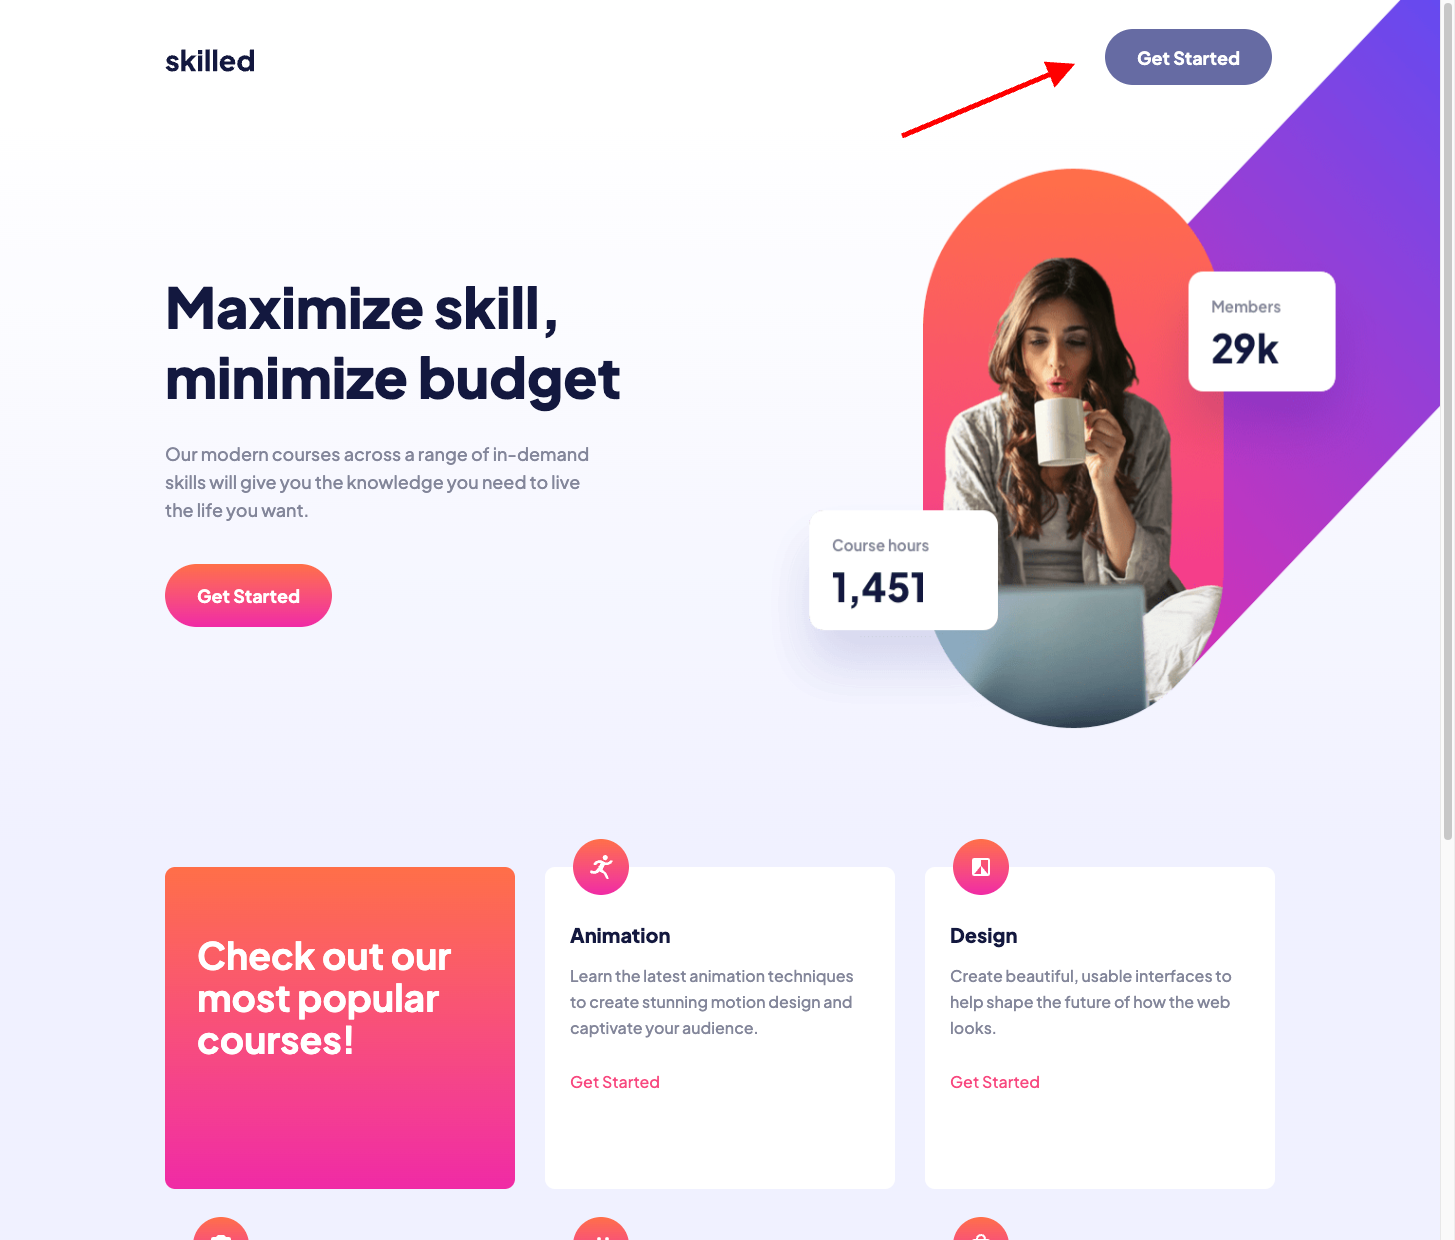 skilled
Get Started
Maximize skill,
minimize budget
Our modern courses across a range of in-demand
skills will give you the knowledge you need to live
the life you want.
Get Started
Members
29k
Course hours
1,451
Check out our
most popular
courses!
Animation
Learn the latest animation techniques
to create stunning motion design and
captivate your audience.
Get Started
Design
Create beautiful, usable interfaces to
help shape the future of how the web
looks.
Get Started